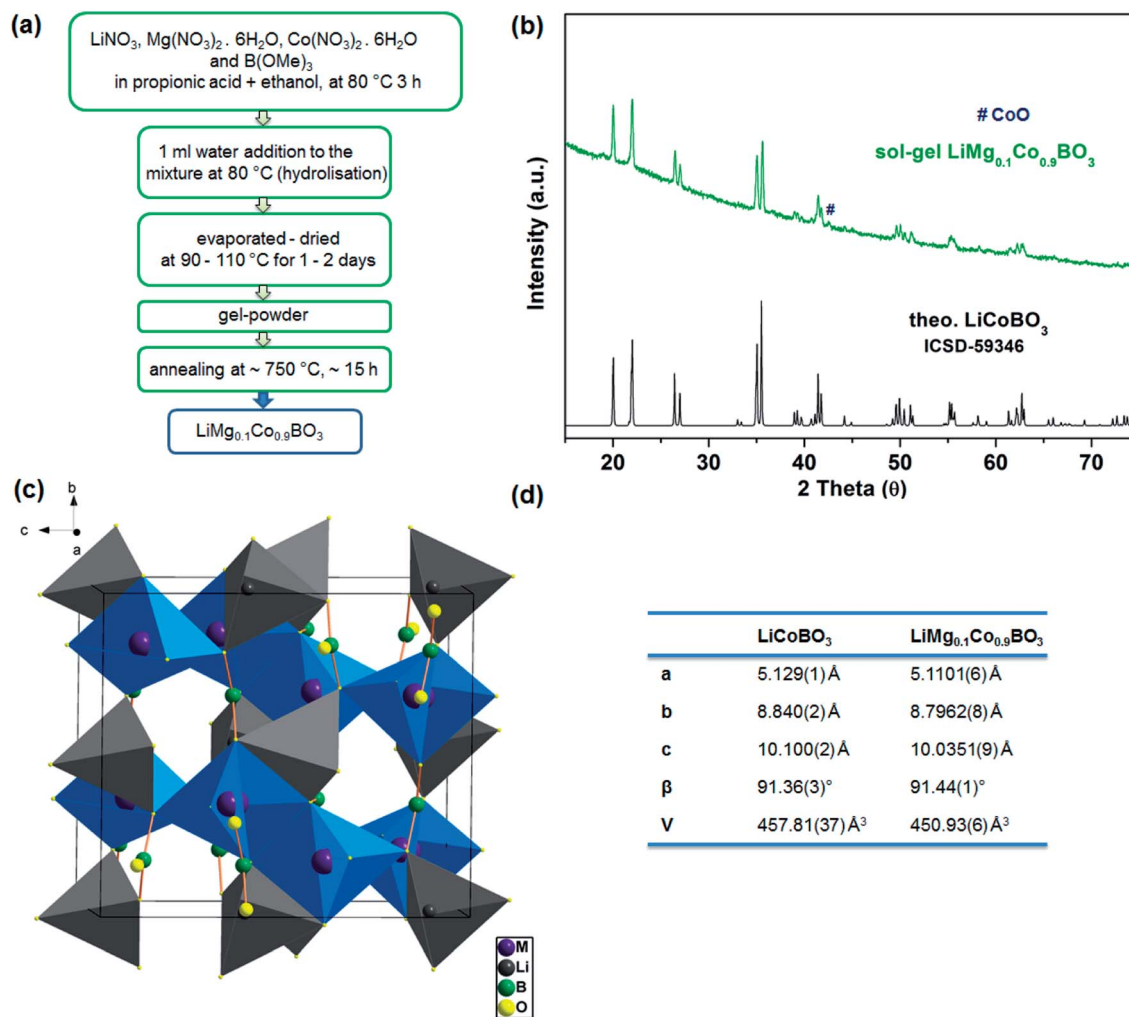 (a)
LiNO3, Mg(NO3)2 . 6H2O, Co(NO3)2 . 6H2O
and B(OMe)3
in propionic acid + ethanol, at 80 °C 3 h
1 ml water addition to the
mixture at 80 °C (hydrolisation)
evaporated - dried
at 90 - 110 °C for 1 - 2 days
gel-powder
annealing at ~ 750 °C, ~ 15 h
LiMg0.1Co0.9BO3
(b)
Intensity (a.u.)
# CoO
sol-gel LiMg0.1Co0.9BO3
#
theo. LiCoBO3
ICSD-59346
20 30 40 50 60 70
2 Theta (θ)
(c)
b
c
a
M
Li
B
O
(d)
LiCoBO3 LiMg0.1Co0.9BO3
a 5.129(1) Å 5.1101(6) Å
b 8.840(2) Å 8.7962(8) Å
c 10.100(2) Å 10.0351(9) Å
β 91.36(3)° 91.44(1)°
V 457.81(37) Å3 450.93(6) Å3